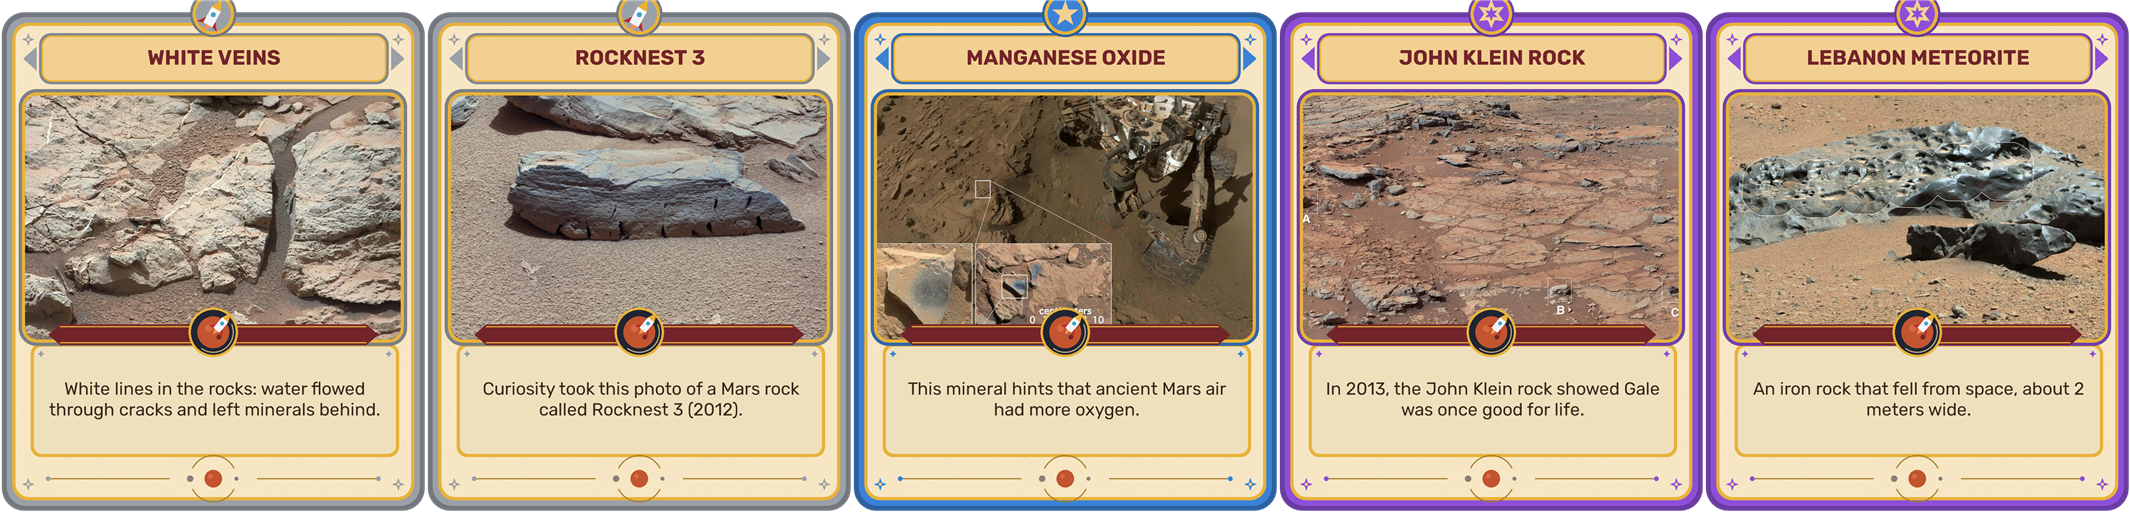 WHITE VEINS
White lines in the rocks: water flowed
through cracks and left minerals behind.
ROCKNEST 3
Curiosity took this photo of a Mars rock
called Rocknest 3 (2012).
MANGANESE OXIDE
0 10
This mineral hints that ancient Mars air
had more oxygen.
JOHN KLEIN ROCK
A
B
C
In 2013, the John Klein rock showed Gale
was once good for life.
LEBANON METEORITE
An iron rock that fell from space, about 2
meters wide.